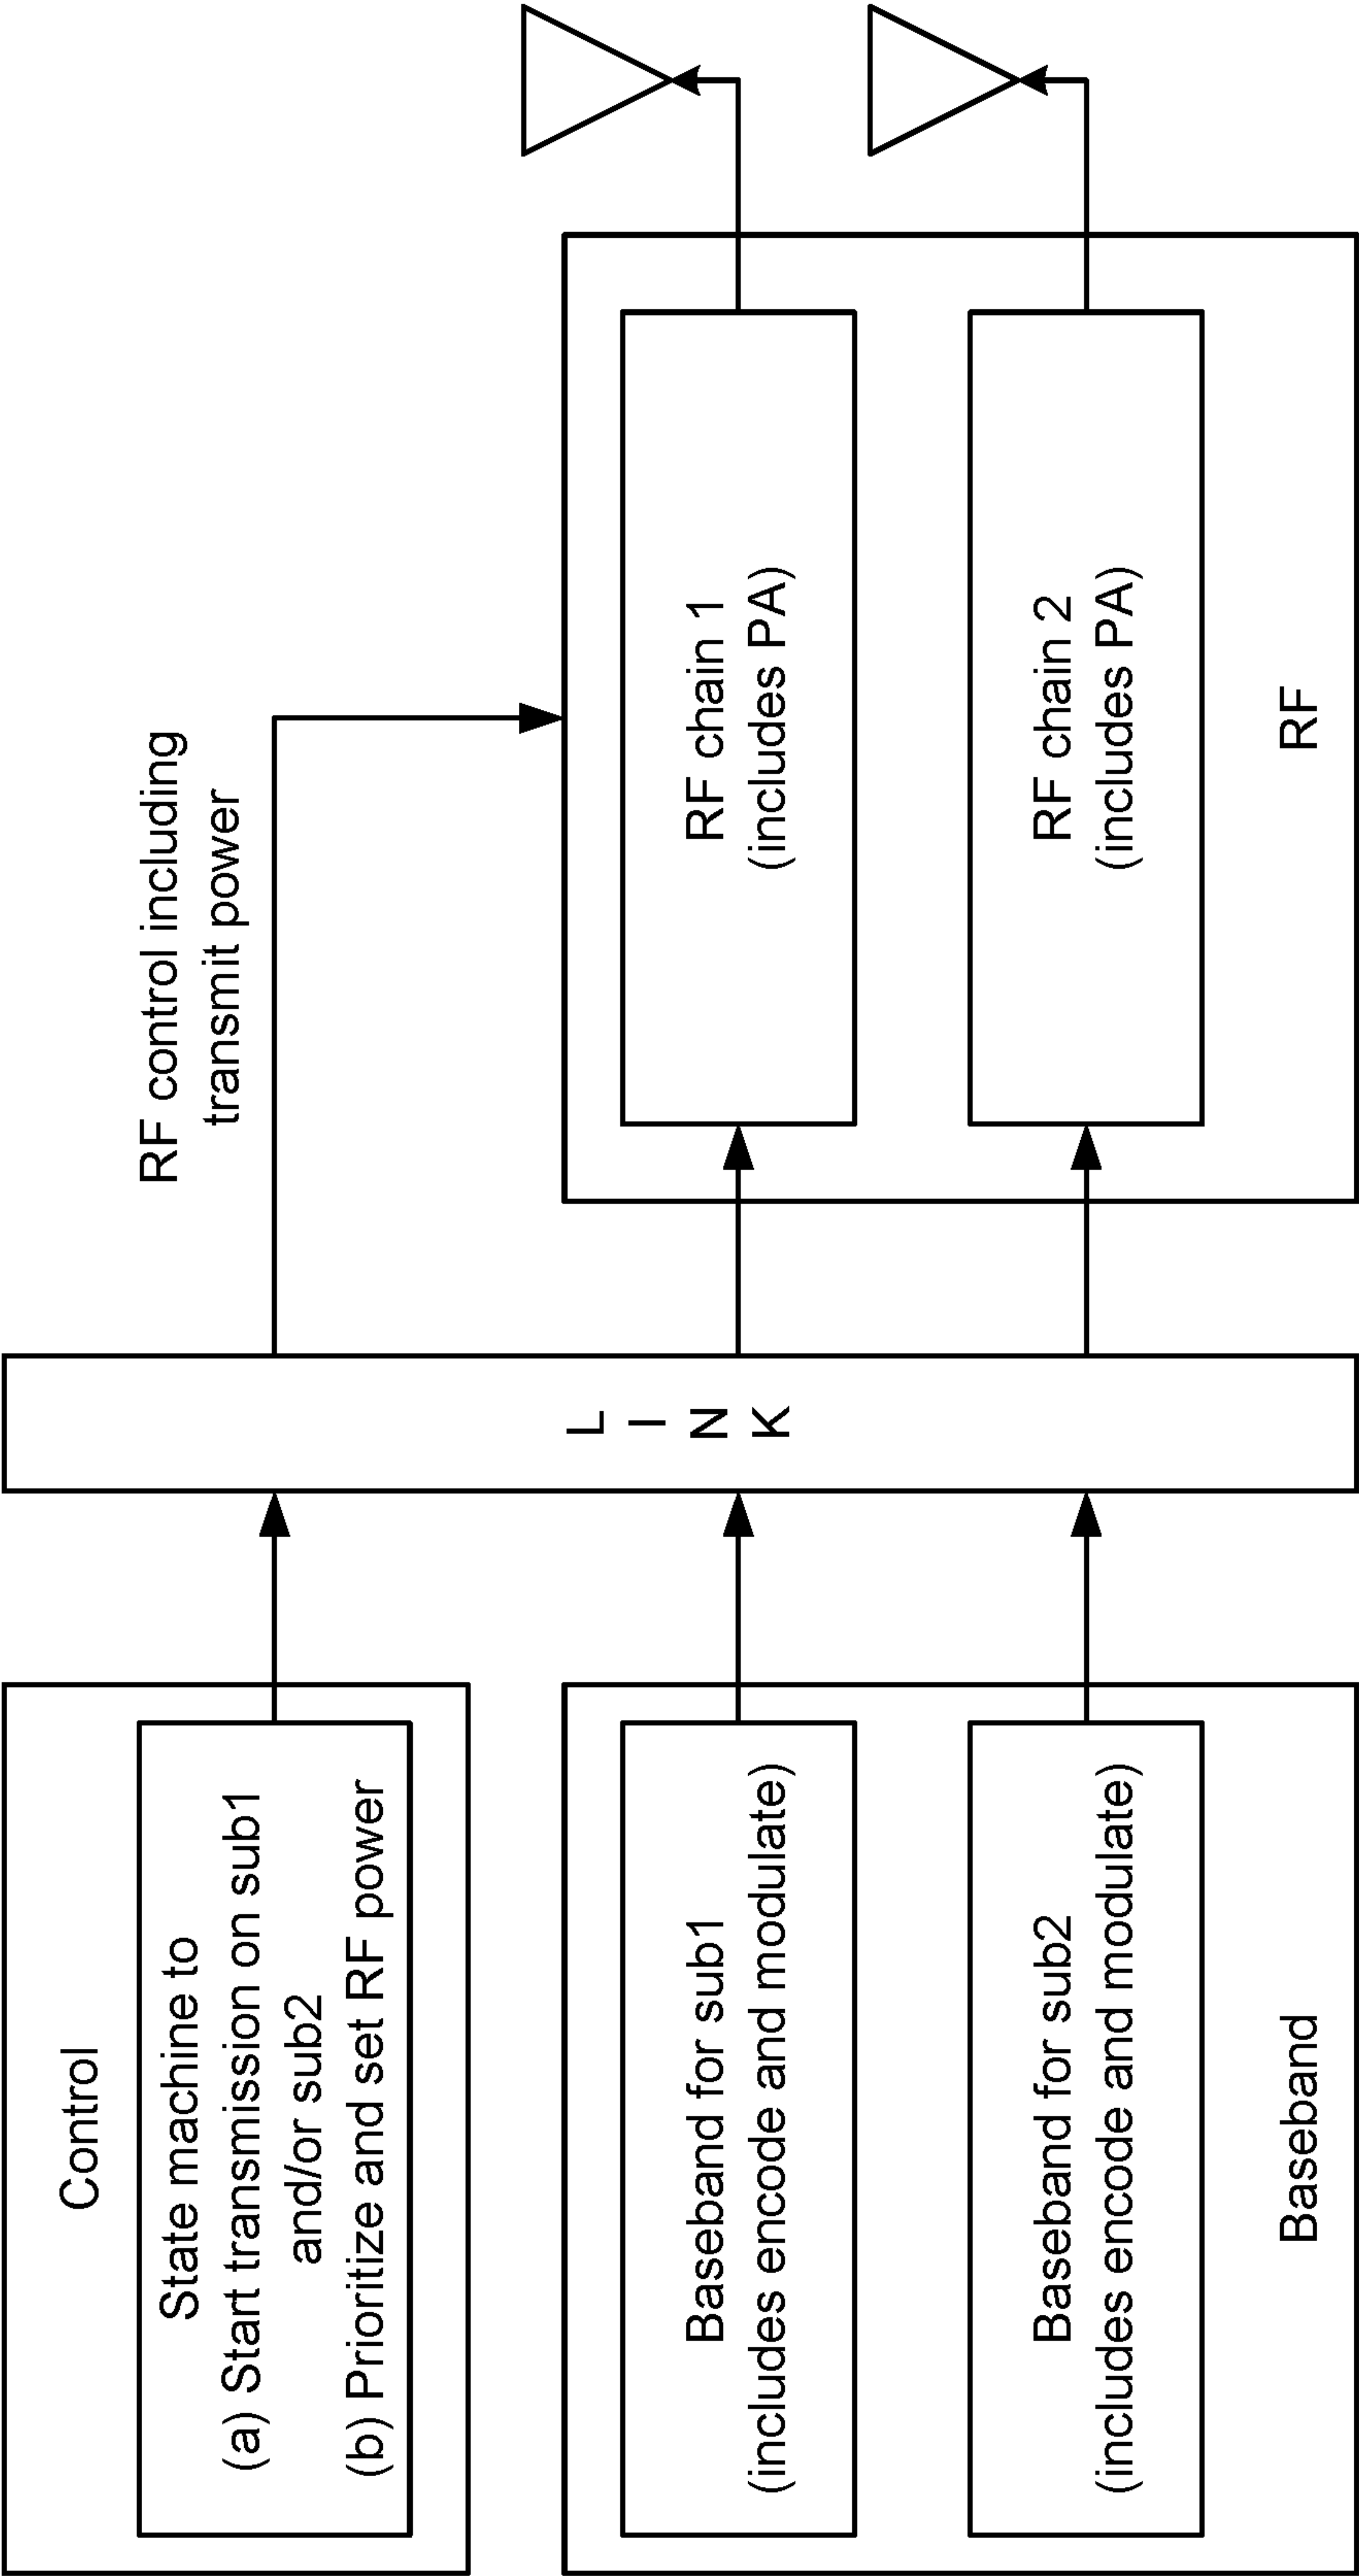 Control
State machine to
(a) Start transmission on sub1
and/or sub2
(b) Prioritize and set RF power
Baseband for sub1
(includes encode and modulate)
Baseband for sub2
(includes encode and modulate)
Baseband
L
I
N
K
RF control including
transmit power
RF chain 1
(includes PA)
RF chain 2
(includes PA)
RF